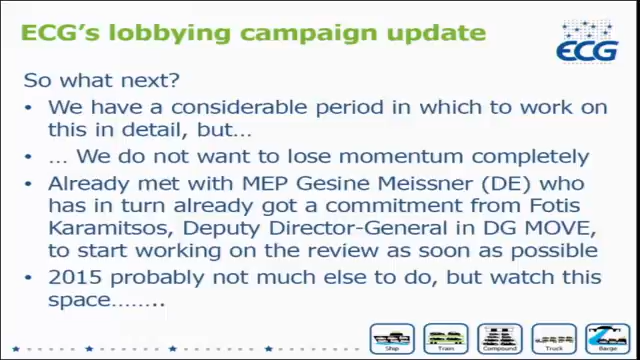 ECG's lobbying campaign update
ECG
So what next?
• We have a considerable period in which to work on
this in detail, but…
• … We do not want to lose momentum completely
• Already met with MEP Gesine Meissner (DE) who
has in turn already got a commitment from Fotis
Karamitsos, Deputy Director-General in DG MOVE,
to start working on the review as soon as possible
• 2015 probably not much else to do, but watch this
space……..
Ship
Train
Compound
Truck
Barge